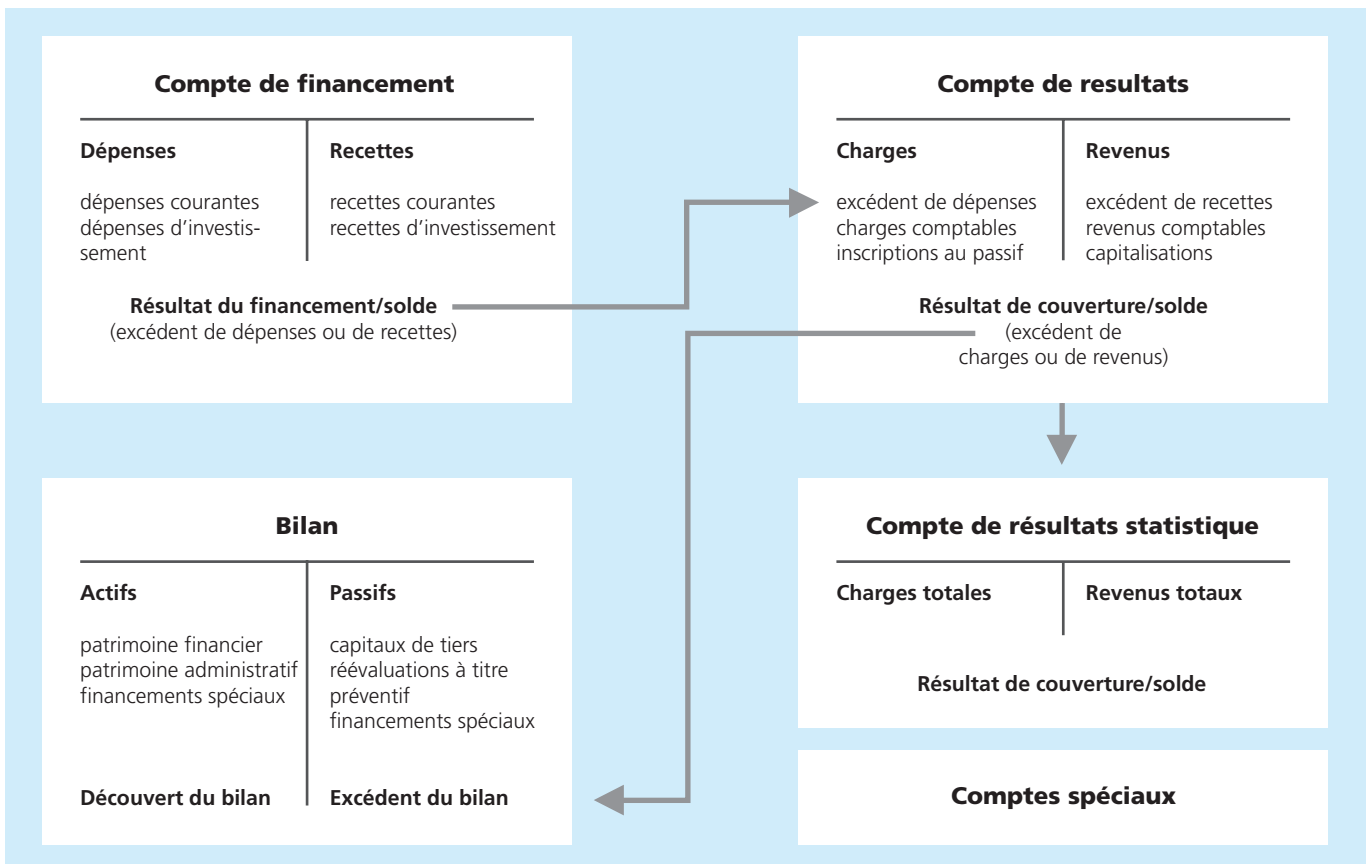 Compte de financement
Dépenses
Recettes
dépenses courantes
dépenses d'investis-
sement
recettes courantes
recettes d'investissement
Résultat du financement/solde
(excédent de dépenses ou de recettes)
Compte de resultats
Charges
Revenus
excédent de dépenses
charges comptables
inscriptions au passif
excédent de recettes
revenus comptables
capitalisations
Résultat de couverture/solde
(excédent de
charges ou de revenus)
Bilan
Actifs
Passifs
patrimoine financier
patrimoine administratif
financements spéciaux
capitaux de tiers
réévaluations à titre
préventif
financements spéciaux
Découvert du bilan
Excédent du bilan
Compte de résultats statistique
Charges totales
Revenus totaux
Résultat de couverture/solde
Comptes spéciaux